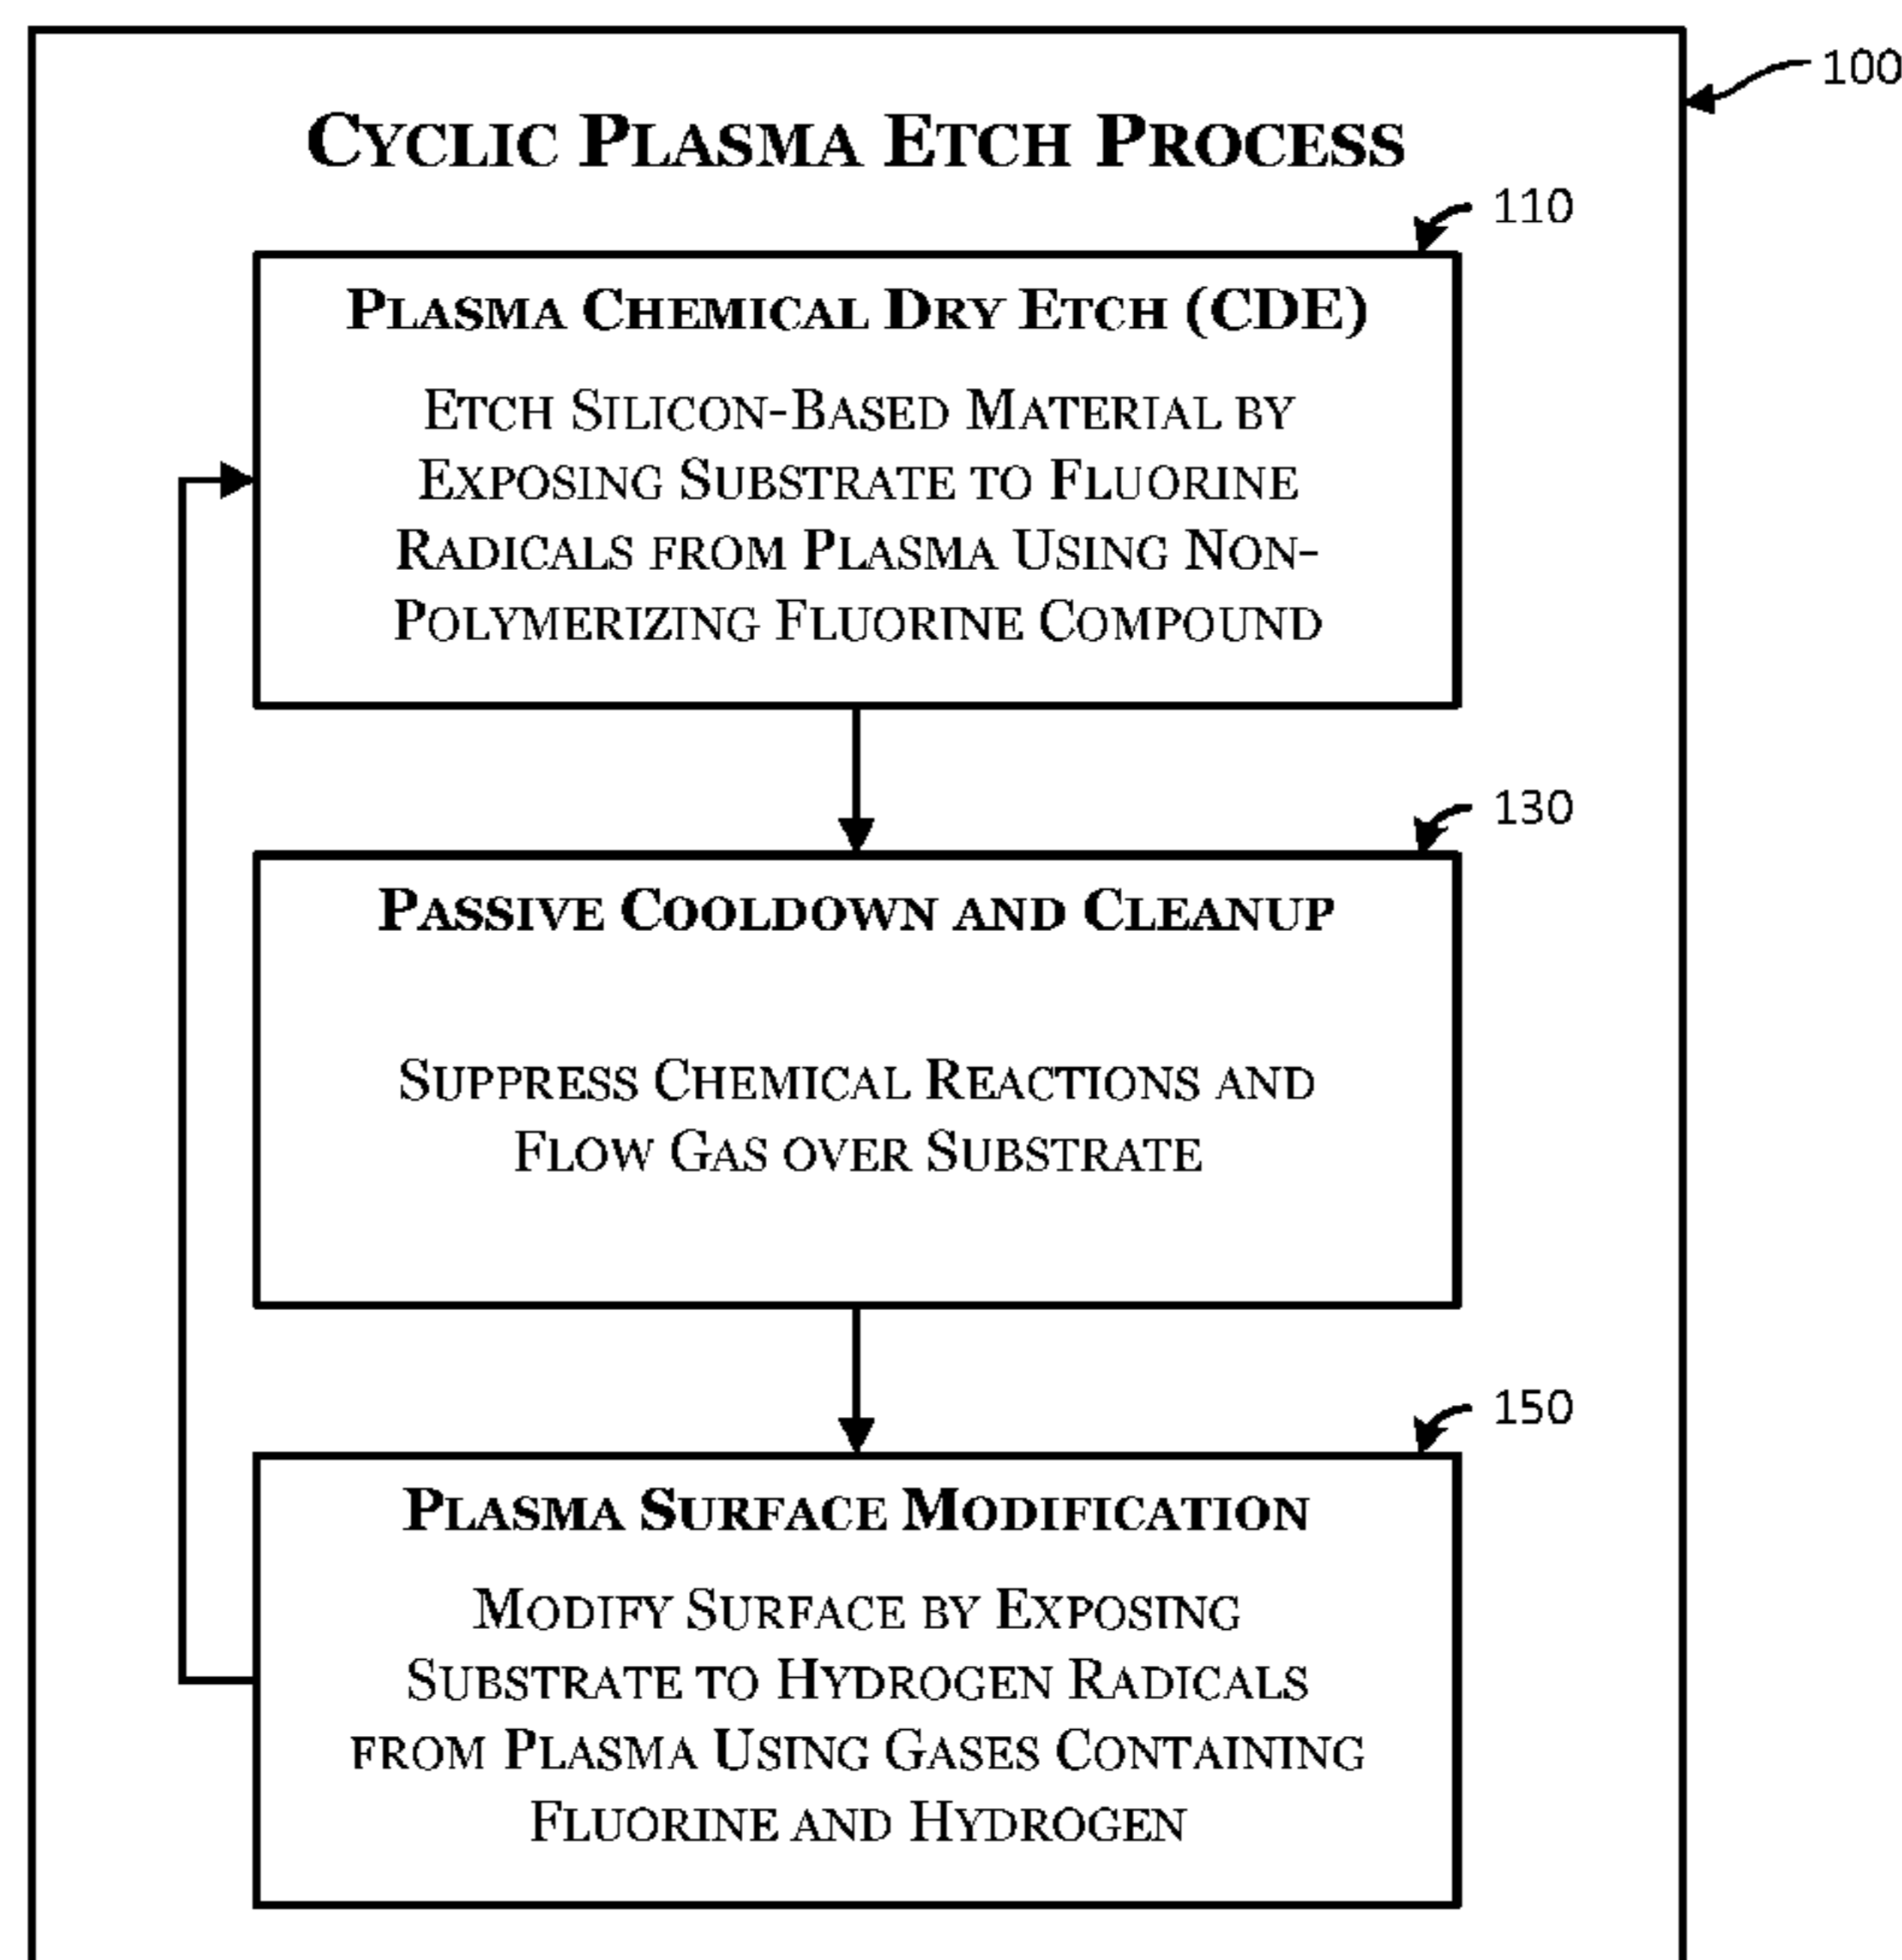 100
CYCLIC PLASMA ETCH PROCESS
110
PLASMA CHEMICAL DRY ETCH (CDE)
ETCH SILICON-BASED MATERIAL BY
EXPOSING SUBSTRATE TO FLUORINE
RADICALS FROM PLASMA USING NON-
POLYMERIZING FLUORINE COMPOUND
130
PASSIVE COOLDOWN AND CLEANUP
SUPPRESS CHEMICAL REACTIONS AND
FLOW GAS OVER SUBSTRATE
150
PLASMA SURFACE MODIFICATION
MODIFY SURFACE BY EXPOSING
SUBSTRATE TO HYDROGEN RADICALS
FROM PLASMA USING GASES CONTAINING
FLUORINE AND HYDROGEN